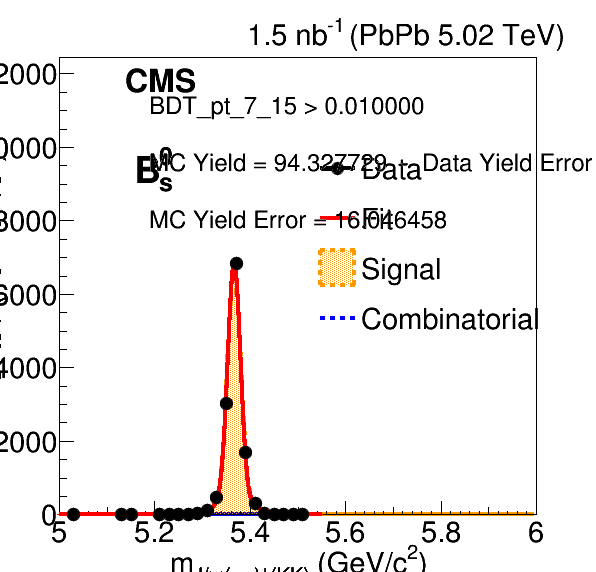 1.5 nb⁻¹ (PbPb 5.02 TeV)
CMS
BDT_pt_7_15 > 0.010000
B⁰ₛ
MC Yield = 94.327729 Data Yield Error
Data
MC Yield Error = 16.046458
Fit
Signal
Combinatorial
2000
0000
8000
6000
4000
2000
0
5 5.2 5.4 5.6 5.8 6
(GeV/c²)